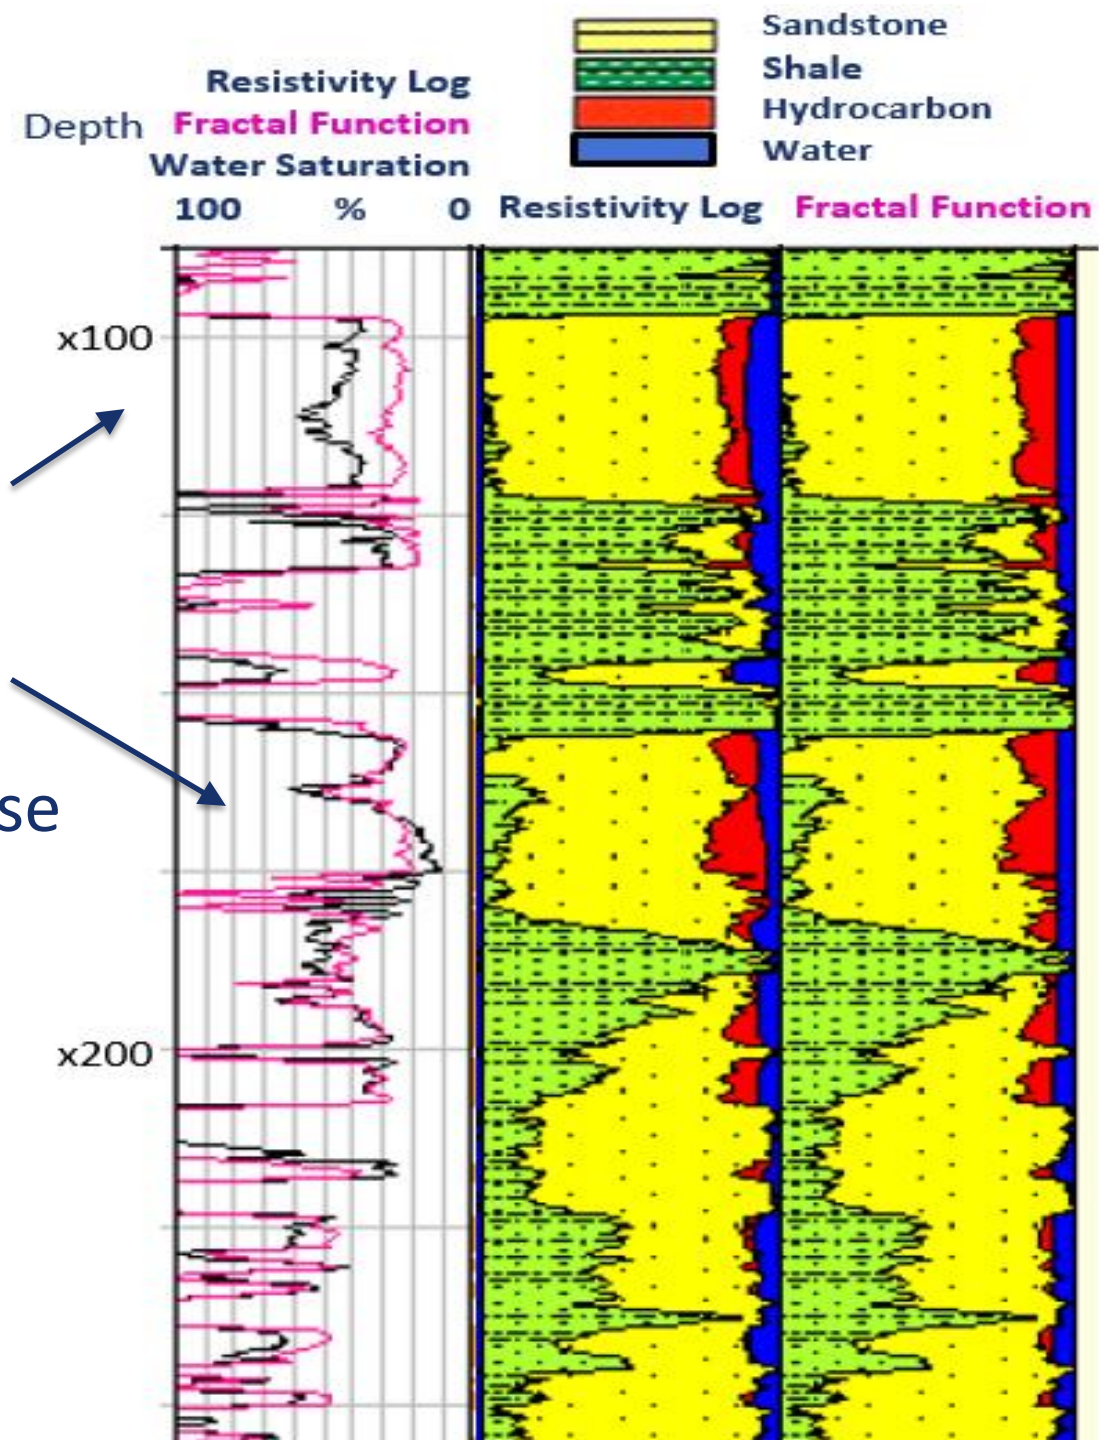 Sandstone
Shale
Hydrocarbon
Water
Resistivity Log
Depth Fractal Function
Water Saturation
100 % 0 Resistivity Log Fractal Function
x100
se
x200